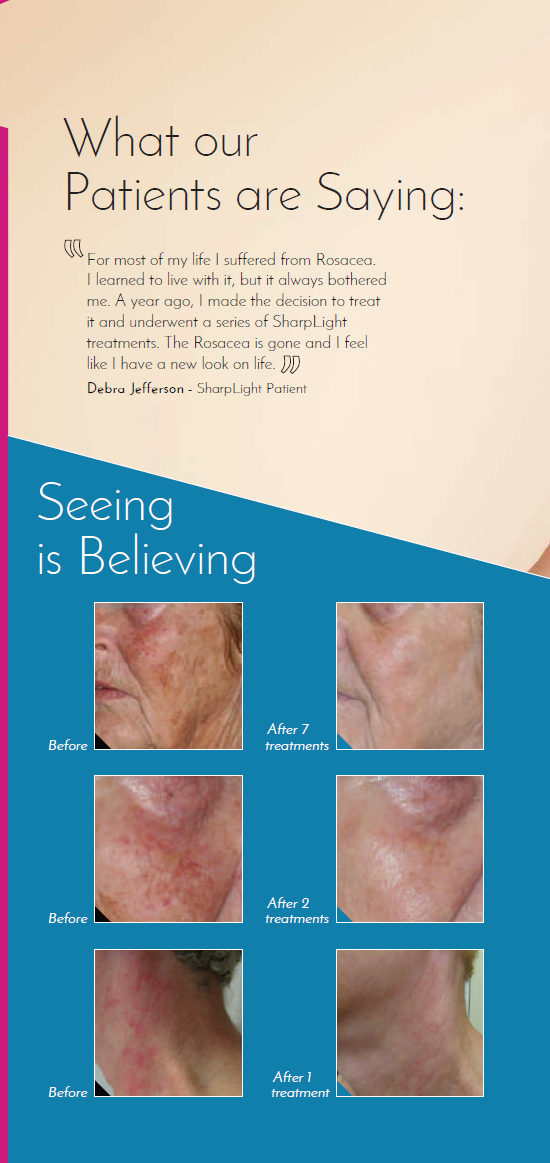 What our
Patients are Saying:
“ For most of my life I suffered from Rosacea.
I learned to live with it, but it always bothered
me. A year ago, I made the decision to treat
it and underwent a series of SharpLight
treatments. The Rosacea is gone and I feel
like I have a new look on life. ”
Debra Jefferson - SharpLight Patient
Seeing
is Believing
Before
After 7
treatments
Before
After 2
treatments
Before
After 1
treatment